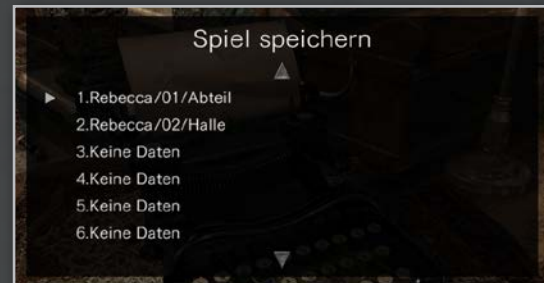 Spiel speichern
1.Rebecca/01/Abteil
2.Rebecca/02/Halle
3.Keine Daten
4.Keine Daten
5.Keine Daten
6.Keine Daten